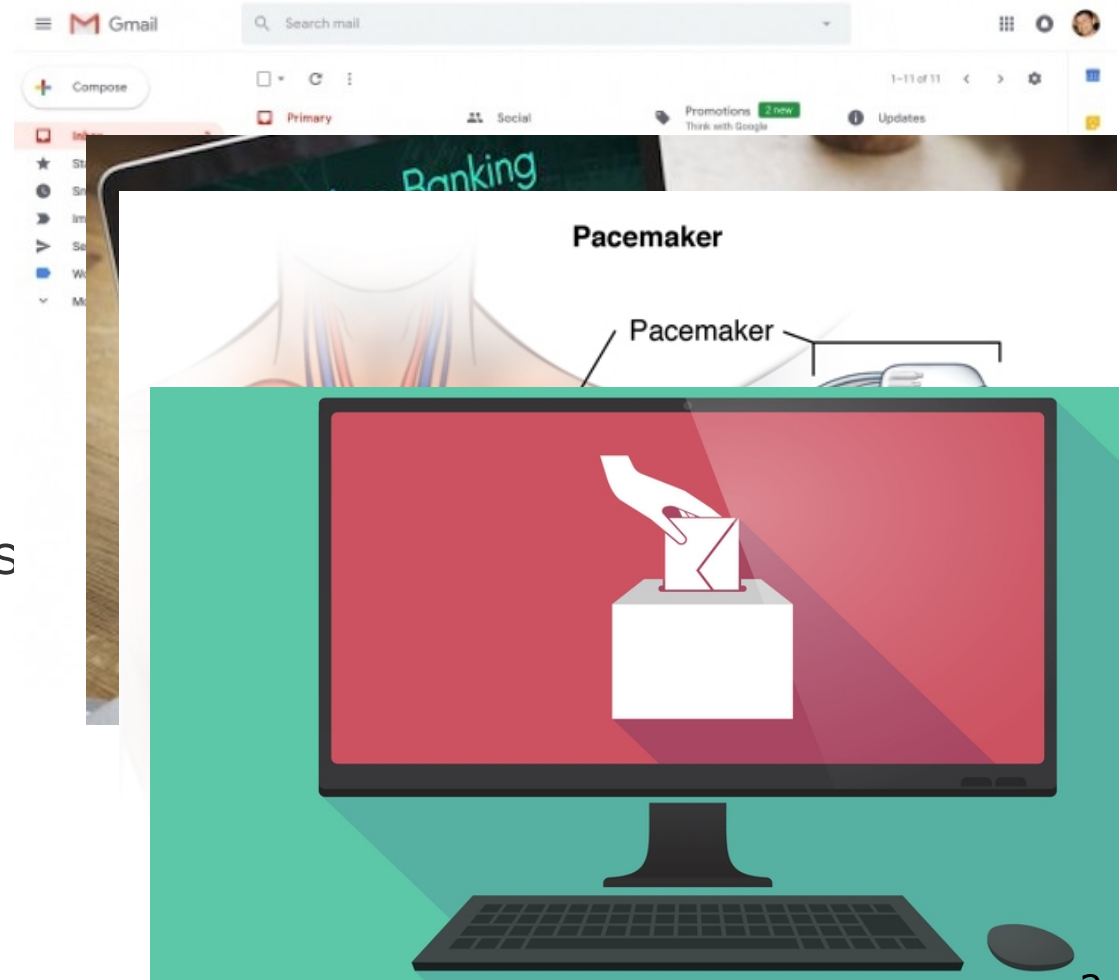 Gmail
Search mail
Compose
1–11 of 11
Primary
Social
Promotions
2 new
Think with Google
Updates
Banking
Pacemaker
Pacemaker